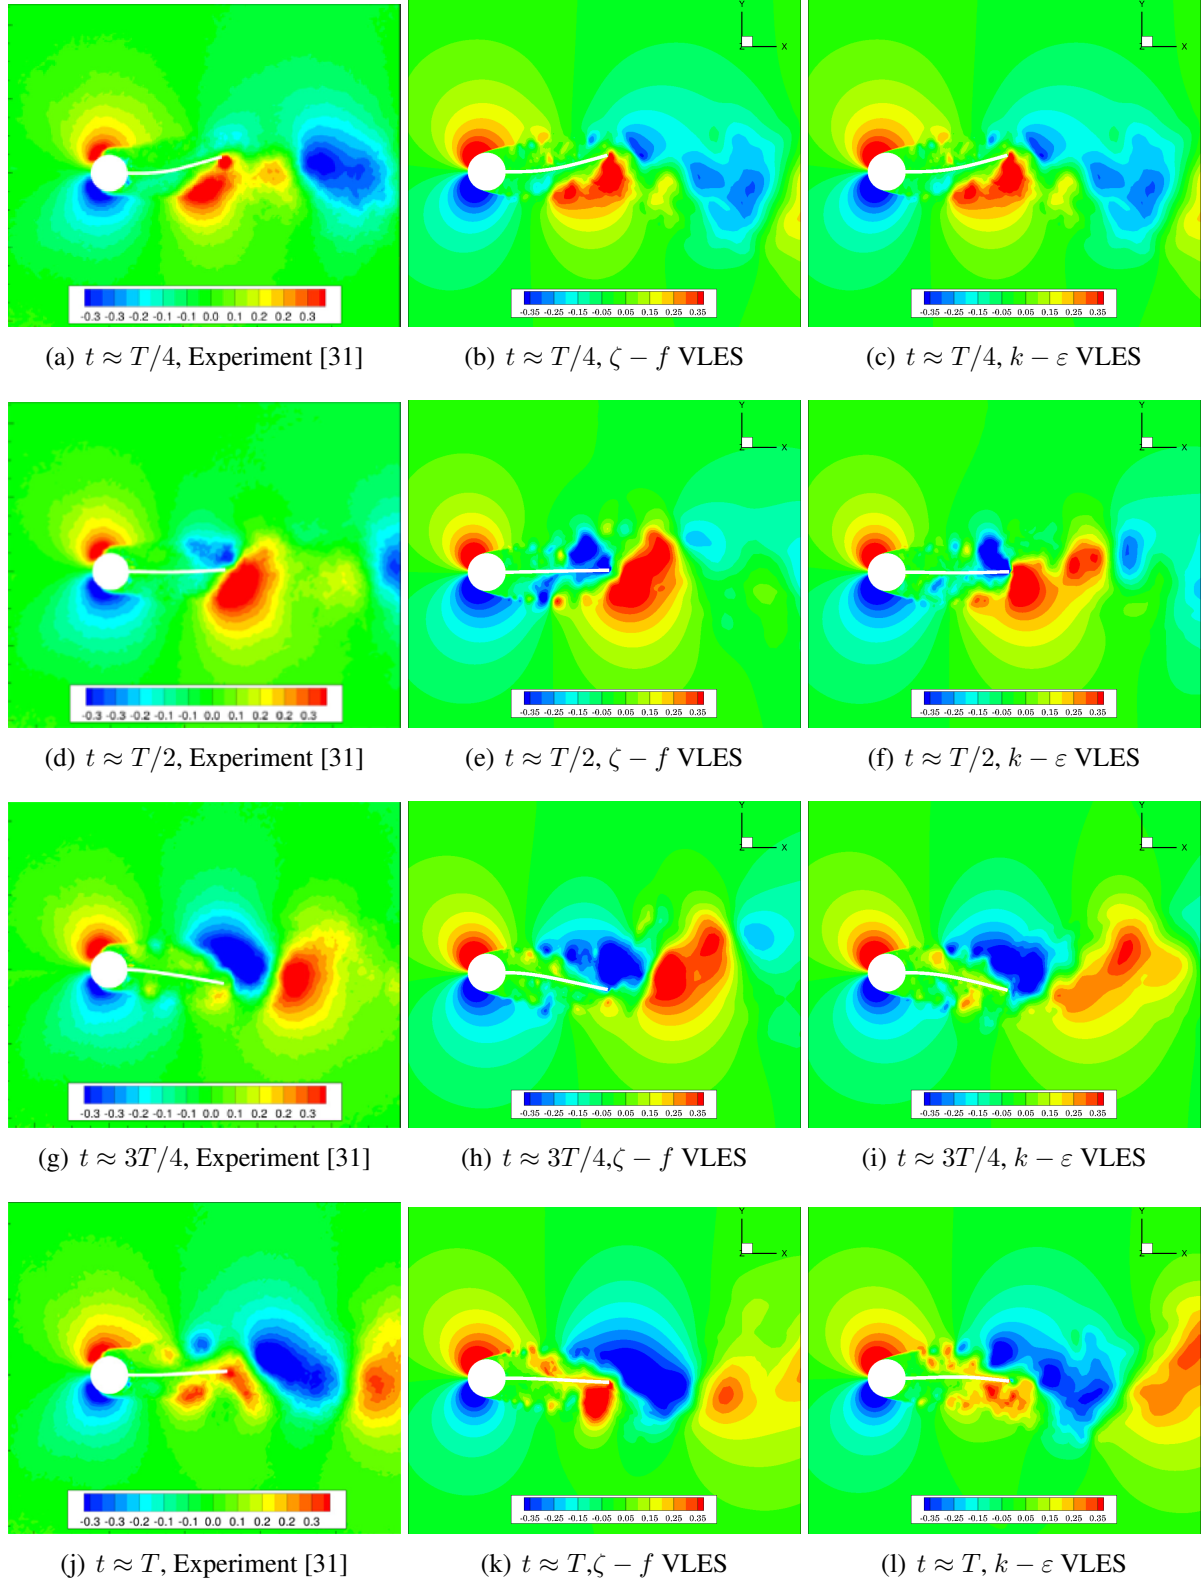 Y
Z X
Y
Z X
-0.3 -0.3 -0.2 -0.1 -0.1 0.0 0.1 0.2 0.2 0.3
-0.35 -0.25 -0.15 -0.05 0.05 0.15 0.25 0.35
-0.35 -0.25 -0.15 -0.05 0.05 0.15 0.25 0.35
(a) t ≈ T/4, Experiment [31]
(b) t ≈ T/4, ζ − f VLES
(c) t ≈ T/4, k − ε VLES
Y
Z X
Y
Z X
-0.3 -0.3 -0.2 -0.1 -0.1 0.0 0.1 0.2 0.2 0.3
-0.35 -0.25 -0.15 -0.05 0.05 0.15 0.25 0.35
-0.35 -0.25 -0.15 -0.05 0.05 0.15 0.25 0.35
(d) t ≈ T/2, Experiment [31]
(e) t ≈ T/2, ζ − f VLES
(f) t ≈ T/2, k − ε VLES
Y
Z X
Y
Z X
-0.3 -0.3 -0.2 -0.1 -0.1 0.0 0.1 0.2 0.2 0.3
-0.35 -0.25 -0.15 -0.05 0.05 0.15 0.25 0.35
-0.35 -0.25 -0.15 -0.05 0.05 0.15 0.25 0.35
(g) t ≈ 3T/4, Experiment [31]
(h) t ≈ 3T/4,ζ − f VLES
(i) t ≈ 3T/4, k − ε VLES
Y
Z X
Y
Z X
-0.3 -0.2 -0.2 -0.1 -0.1 0.0 0.1 0.2 0.2 0.3
-0.35 -0.25 -0.15 -0.05 0.05 0.15 0.25 0.35
-0.35 -0.25 -0.15 -0.05 0.05 0.15 0.25 0.35
(j) t ≈ T, Experiment [31]
(k) t ≈ T,ζ − f VLES
(l) t ≈ T, k − ε VLES